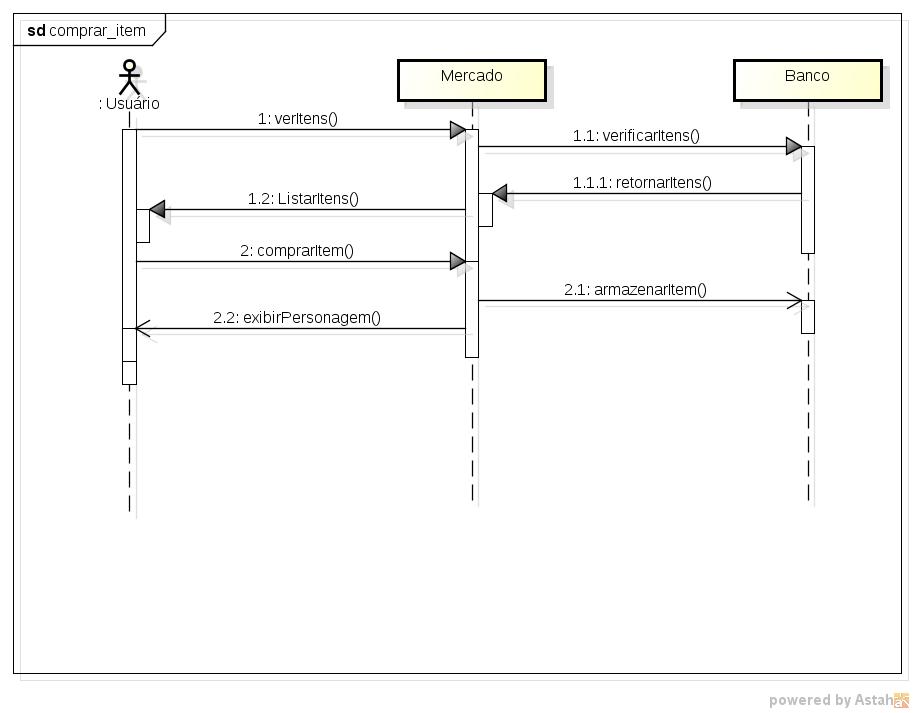 sd comprar_item
: Usuário
Mercado
Banco
1: verItens()
1.1: verificarItens()
1.1.1: retornarItens()
1.2: ListarItens()
2: comprarItem()
2.1: armazenarItem()
2.2: exibirPersonagem()
powered by Astah